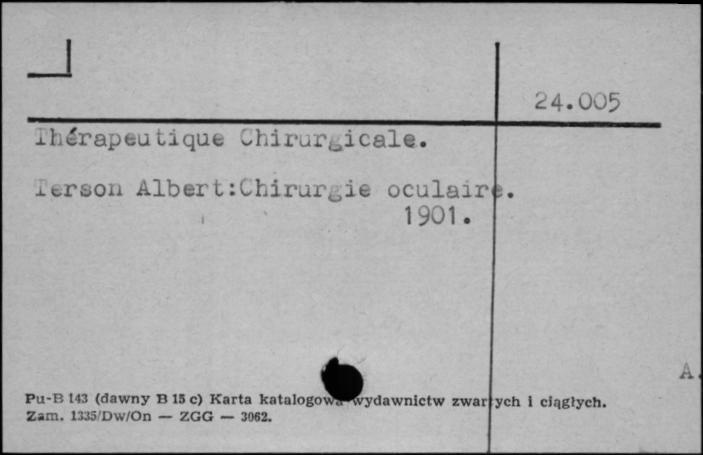 24.005
Thérapeutique Chirurgicale.
Terson Albert:Chirurgie oculaire.
1901.
A.
Pu-B 143 (dawny B 15 c) Karta katalogowa wydawnictw zwartych i ciągłych.
Zam. 1335/Dw/On — ZGG — 3062.